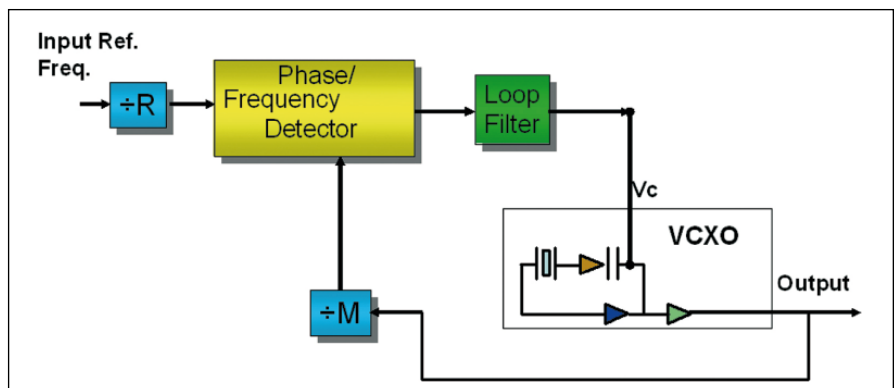 Input Ref.
Freq.
÷R
Phase/
Frequency
Detector
Loop
Filter
Vc
VCXO
Output
÷M